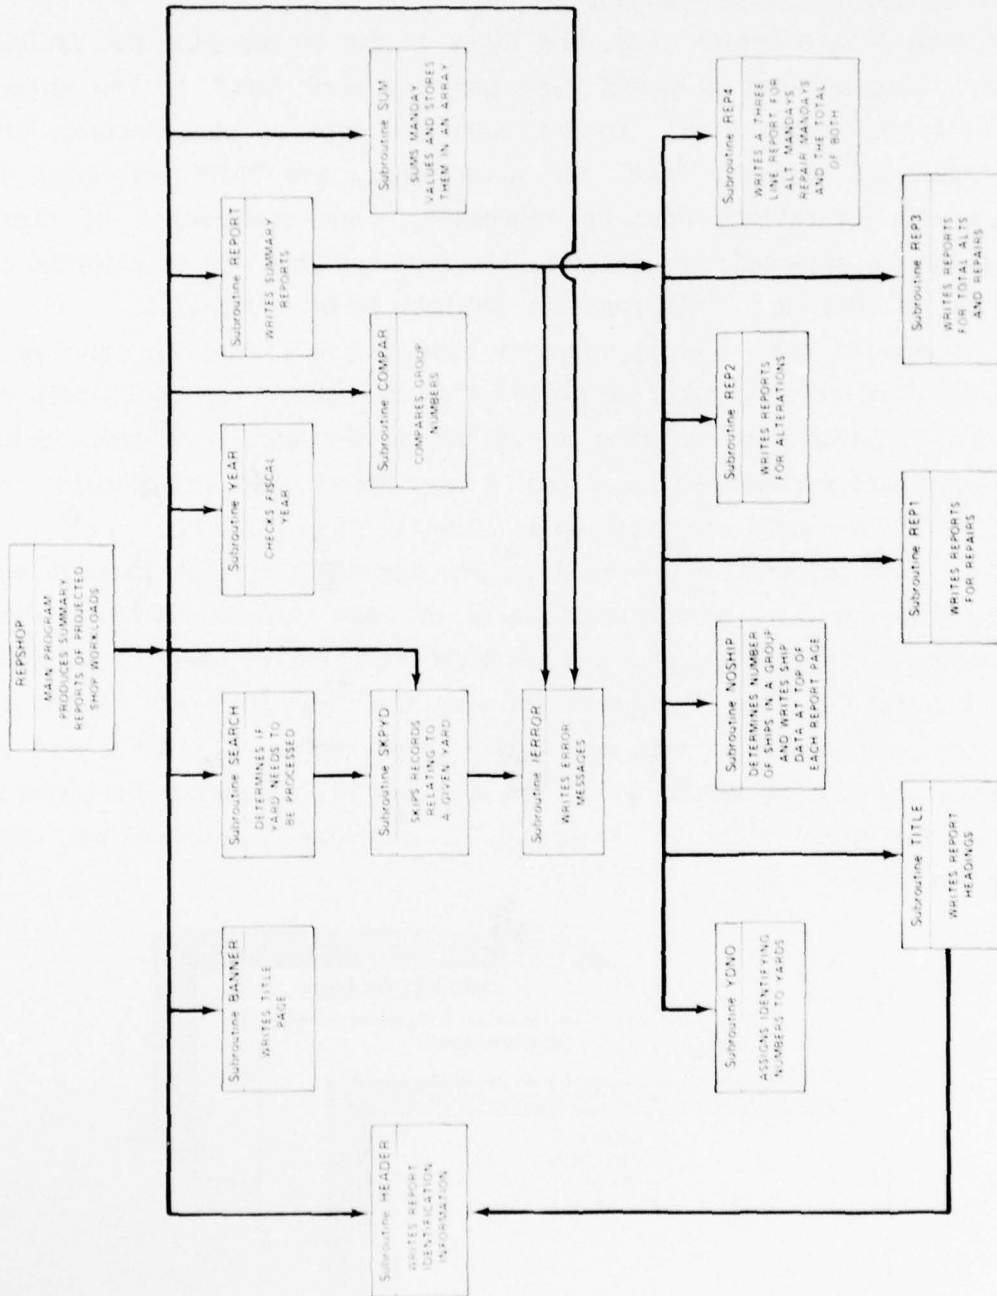 REPSHOP
MAIN PROGRAM
PRODUCES SUMMARY
REPORTS OF PROJECTED
SHOP WORKLOADS
Subroutine BANNER
WRITES TITLE
PAGE
Subroutine SEARCH
DETERMINES IF
YARD NEEDS TO
BE PROCESSED
Subroutine YEAR
CHECKS FISCAL
YEAR
Subroutine REPORT
WRITES SUMMARY
REPORTS
Subroutine HEADER
WRITES REPORT
IDENTIFICATION
INFORMATION
Subroutine SKPYD
SKIPS RECORDS
RELATING TO
A GIVEN YARD
Subroutine COMPAR
COMPARES GROUP
NUMBERS
Subroutine SUM
SUMS MANDAY
VALUES AND STORES
THEM IN AN ARRAY
Subroutine IERROR
WRITES ERROR
MESSAGES
Subroutine YDNO
ASSIGNS IDENTIFYING
NUMBERS TO YARDS
Subroutine NOSHIP
DETERMINES NUMBER
OF SHIPS IN A GROUP
AND WRITES SHIP
DATA AT TOP OF
EACH REPORT PAGE
Subroutine REP2
WRITES REPORTS
FOR ALTERATIONS
Subroutine REP4
WRITES A THREE
LINE REPORT FOR
ALT MANDAYS
REPAIR MANDAYS
AND THE TOTAL
OF BOTH
Subroutine TITLE
WRITES REPORT
HEADINGS
Subroutine REP1
WRITES REPORTS
FOR REPAIRS
Subroutine REP3
WRITES REPORTS
FOR TOTAL ALTS
AND REPAIRS